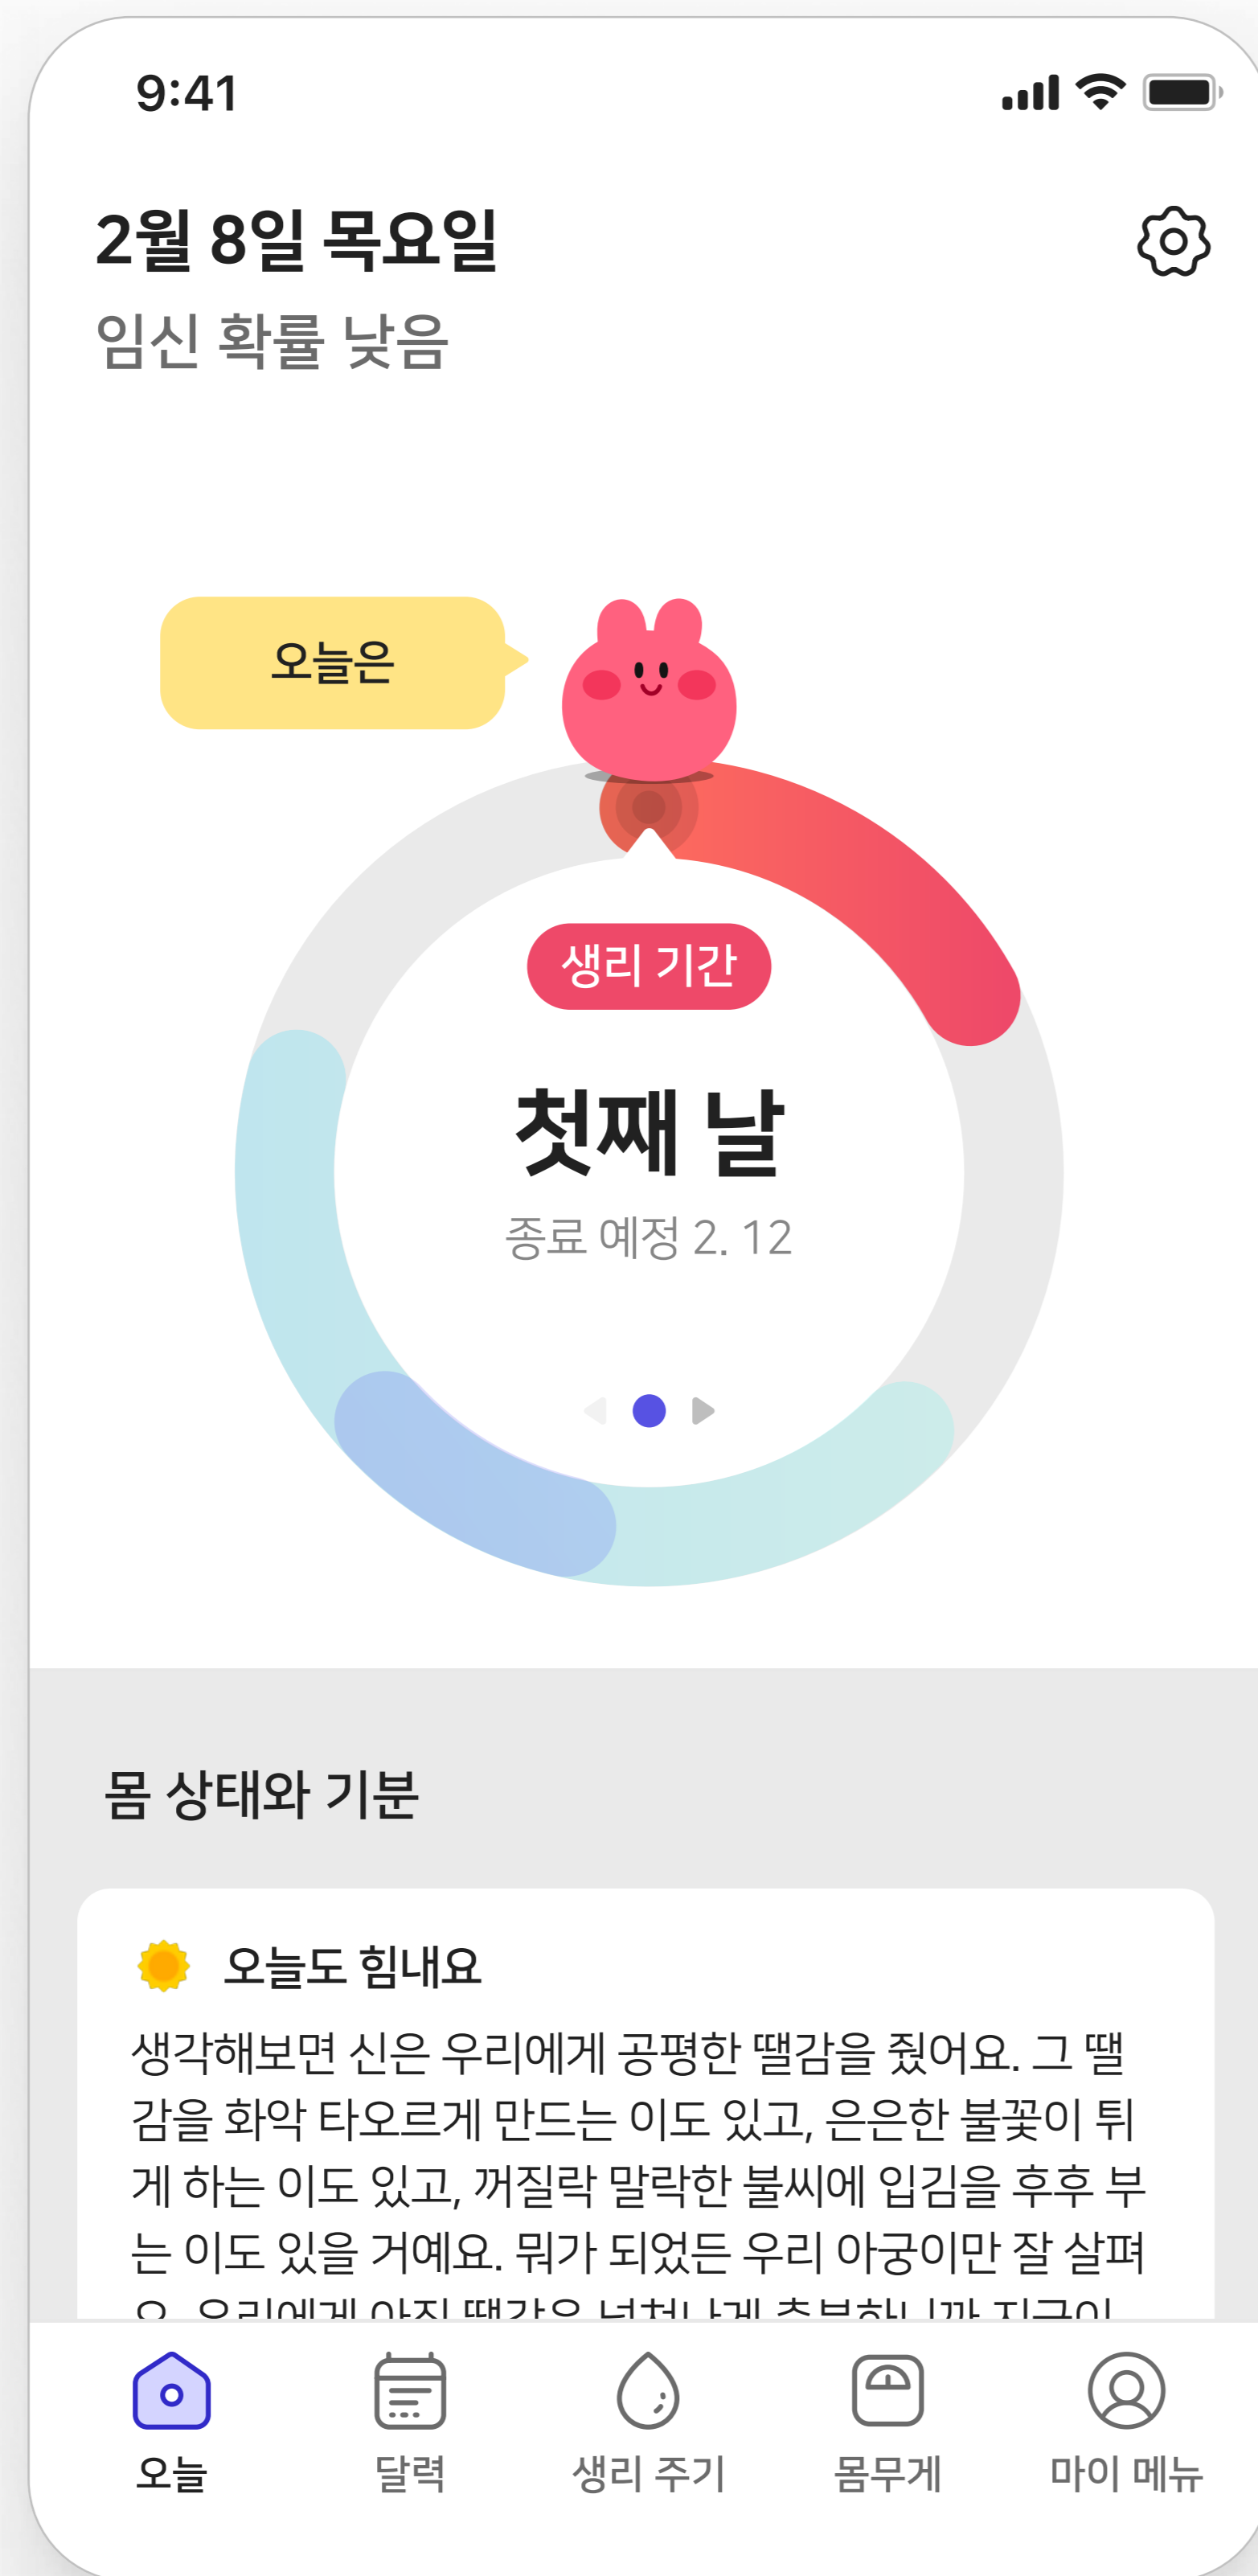 9:41
2월 8일 목요일
임신 확률 낮음
오늘은
생리 기간
첫째 날
종료 예정 2. 12
몸 상태와 기분
오늘도 힘내요
생각해보면 신은 우리에게 공평한 땔감을 줬어요. 그 땔
감을 화악 타오르게 만드는 이도 있고, 은은한 불꽃이 튀
게 하는 이도 있고, 꺼질락 말락한 불씨에 입김을 후후 부
는 이도 있을 거예요. 뭐가 되었든 우리 아궁이만 잘 살펴
오늘
달력
생리 주기
몸무게
마이 메뉴